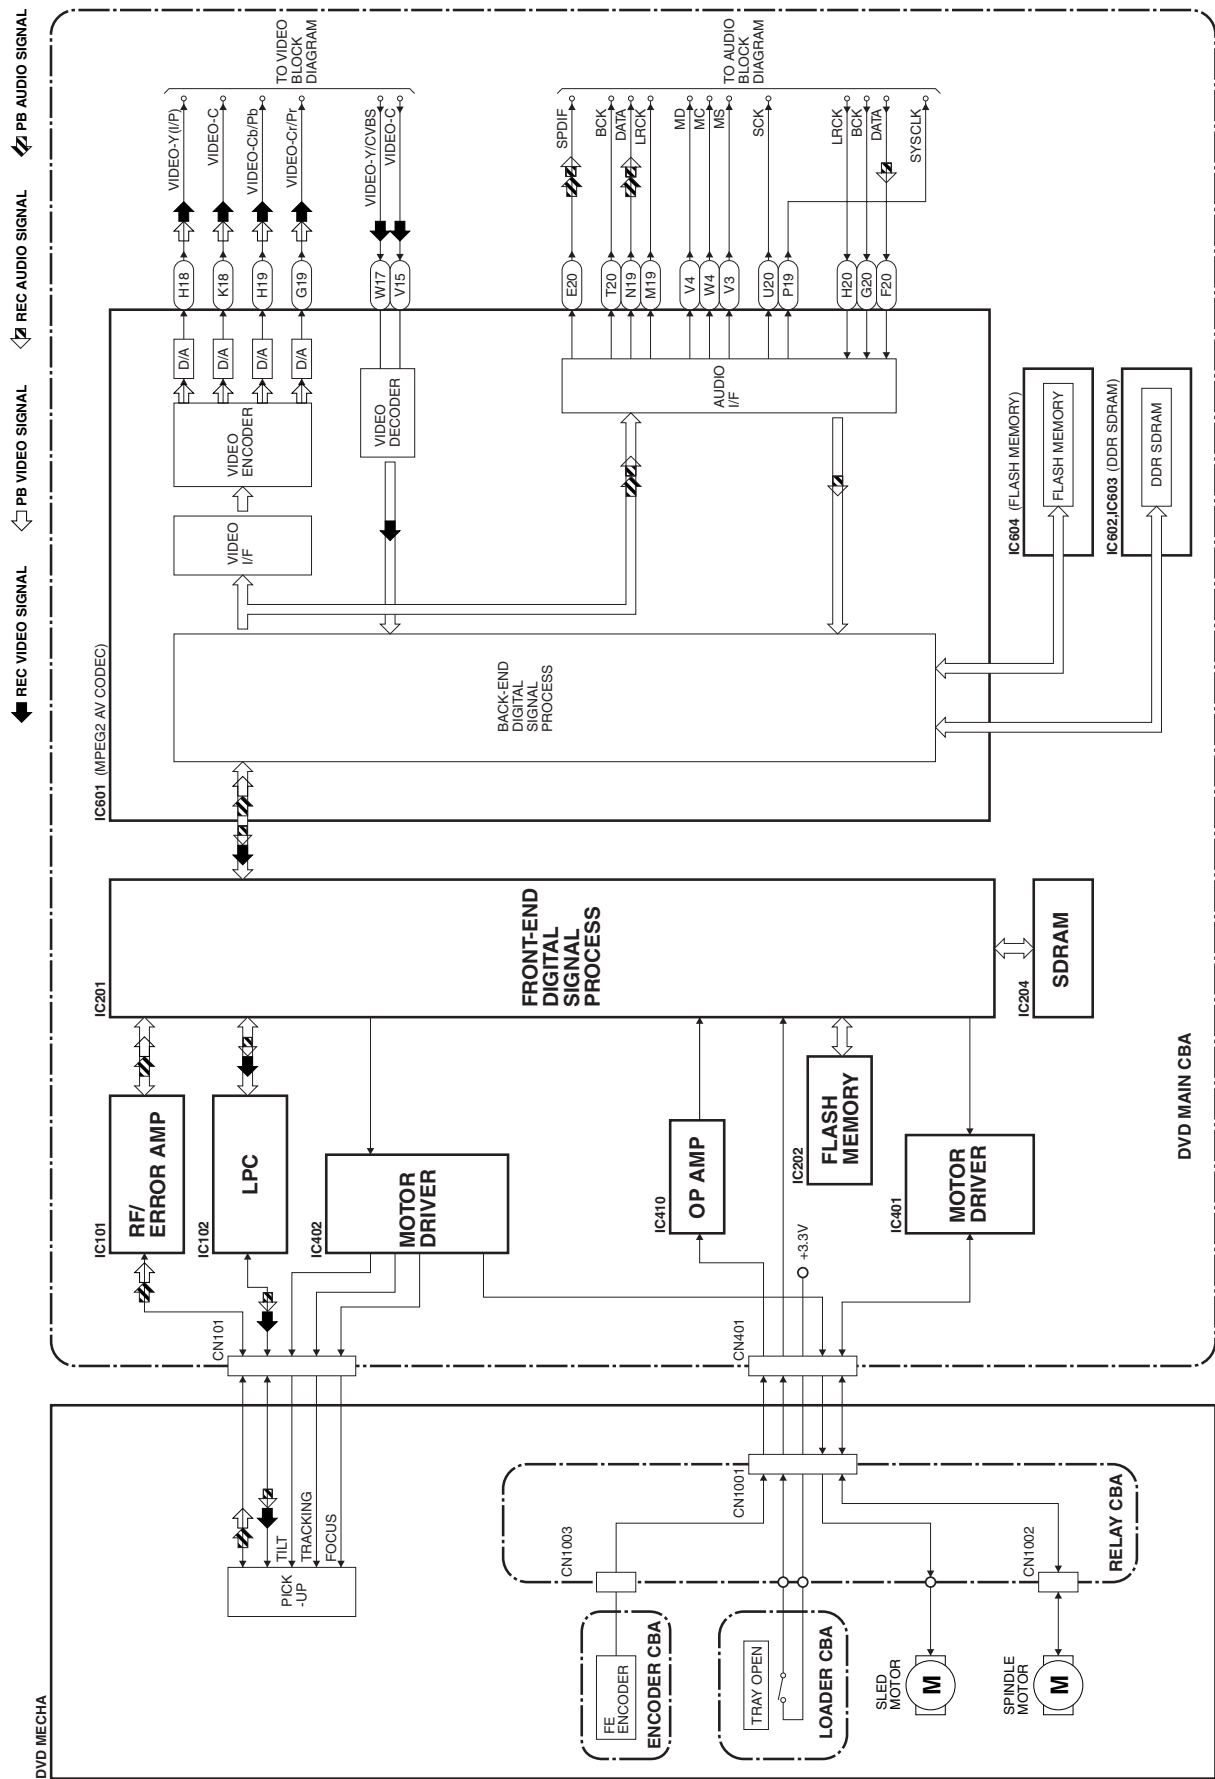 REC VIDEO SIGNAL
PB VIDEO SIGNAL
REC AUDIO SIGNAL
PB AUDIO SIGNAL
DVD MECHA
PICK
-UP
TILT
TRACKING
FOCUS
CN101
FE
ENCODER
ENCODER CBA
CN1003
TRAY OPEN
LOADER CBA
SLED
MOTOR
M
SPINDLE
MOTOR
M
CN1002
RELAY CBA
CN1001
CN401
IC101
RF/
ERROR AMP
IC102
LPC
IC402
MOTOR
DRIVER
IC410
OP AMP
+3.3V
IC202
FLASH
MEMORY
IC401
MOTOR
DRIVER
DVD MAIN CBA
IC201
FRONT-END
DIGITAL
SIGNAL
PROCESS
IC204
SDRAM
IC601 (MPEG2 AV CODEC)
BACK-END
DIGITAL
SIGNAL
PROCESS
VIDEO
I/F
VIDEO
ENCODER
D/A
D/A
D/A
D/A
VIDEO
DECODER
AUDIO
I/F
IC604 (FLASH MEMORY)
FLASH MEMORY
IC602,IC603 (DDR SDRAM)
DDR SDRAM
H18
K18
H19
G19
W17
V15
E20
T20
N19
M19
V4
W4
V3
U20
P19
H20
G20
F20
VIDEO-Y (I/P)
VIDEO-C
VIDEO-Cb/Pb
VIDEO-Cr/Pr
VIDEO-Y/CVBS
VIDEO-C
TO VIDEO
BLOCK
DIAGRAM
SPDIF
BCK
DATA
LRCK
MD
MC
MS
SCK
LRCK
BCK
DATA
SYSCLK
TO AUDIO
BLOCK
DIAGRAM